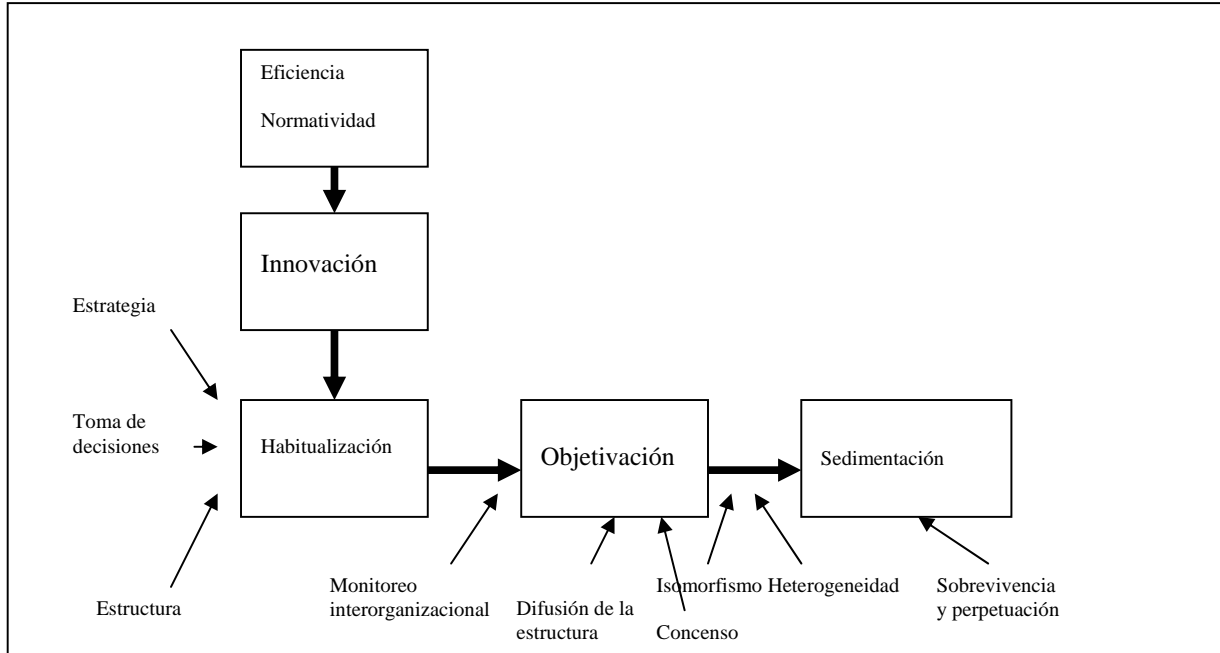 Eficiencia
Normatividad
Innovación
Estrategia
Toma de
decisiones
Habitualización
Objetivación
Sedimentación
Estructura
Monitoreo
interorganizacional
Difusión de la
estructura
Isomorfismo
Concenso
Heterogeneidad
Sobrevivencia
y perpetuación